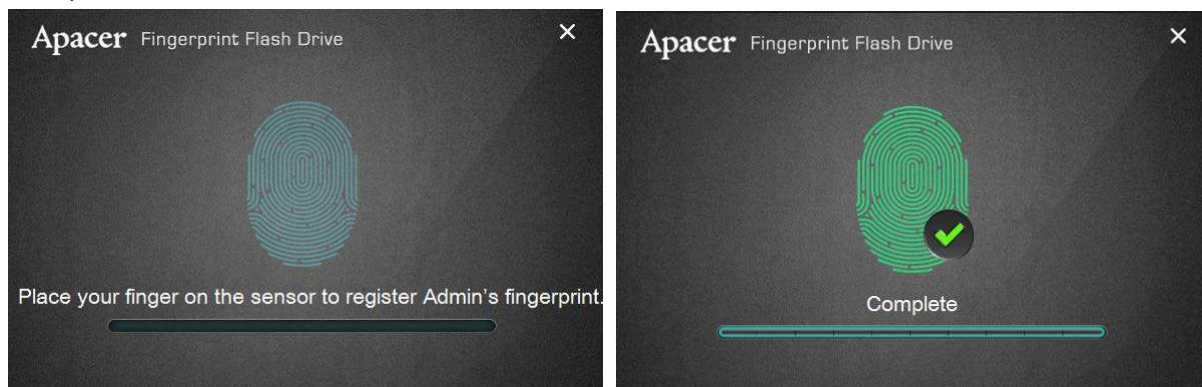 Apacer Fingerprint Flash Drive
Place your finger on the sensor to register Admin's fingerprint.
Apacer Fingerprint Flash Drive
Complete